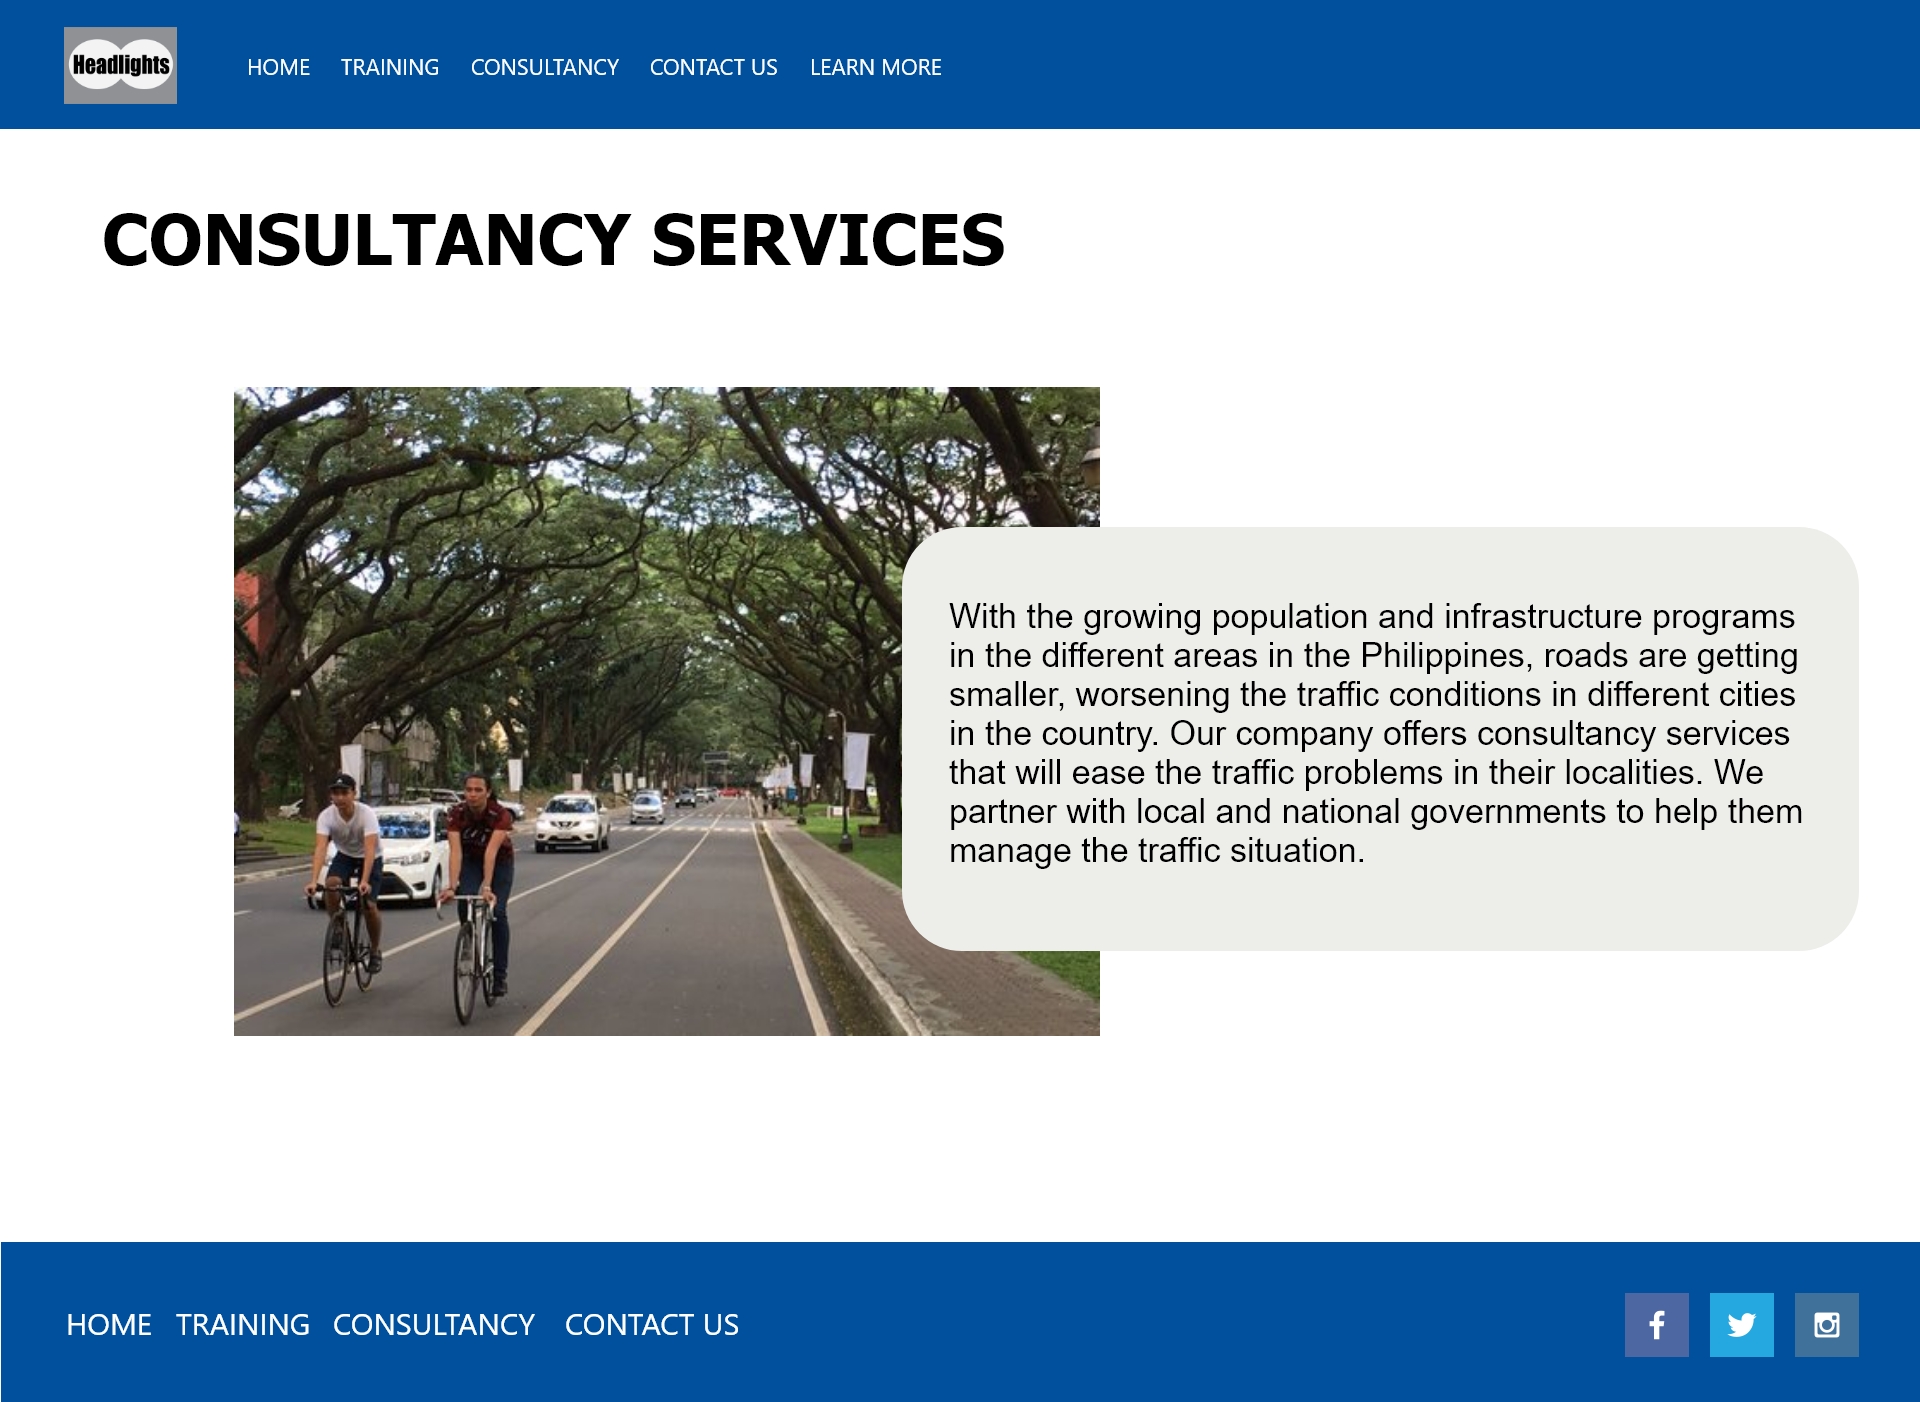 Headlights
HOME TRAINING CONSULTANCY CONTACT US LEARN MORE
CONSULTANCY SERVICES
With the growing population and infrastructure programs
in the different areas in the Philippines, roads are getting
smaller, worsening the traffic conditions in different cities
in the country. Our company offers consultancy services
that will ease the traffic problems in their localities. We
partner with local and national governments to help them
manage the traffic situation.
HOME TRAINING CONSULTANCY CONTACT US